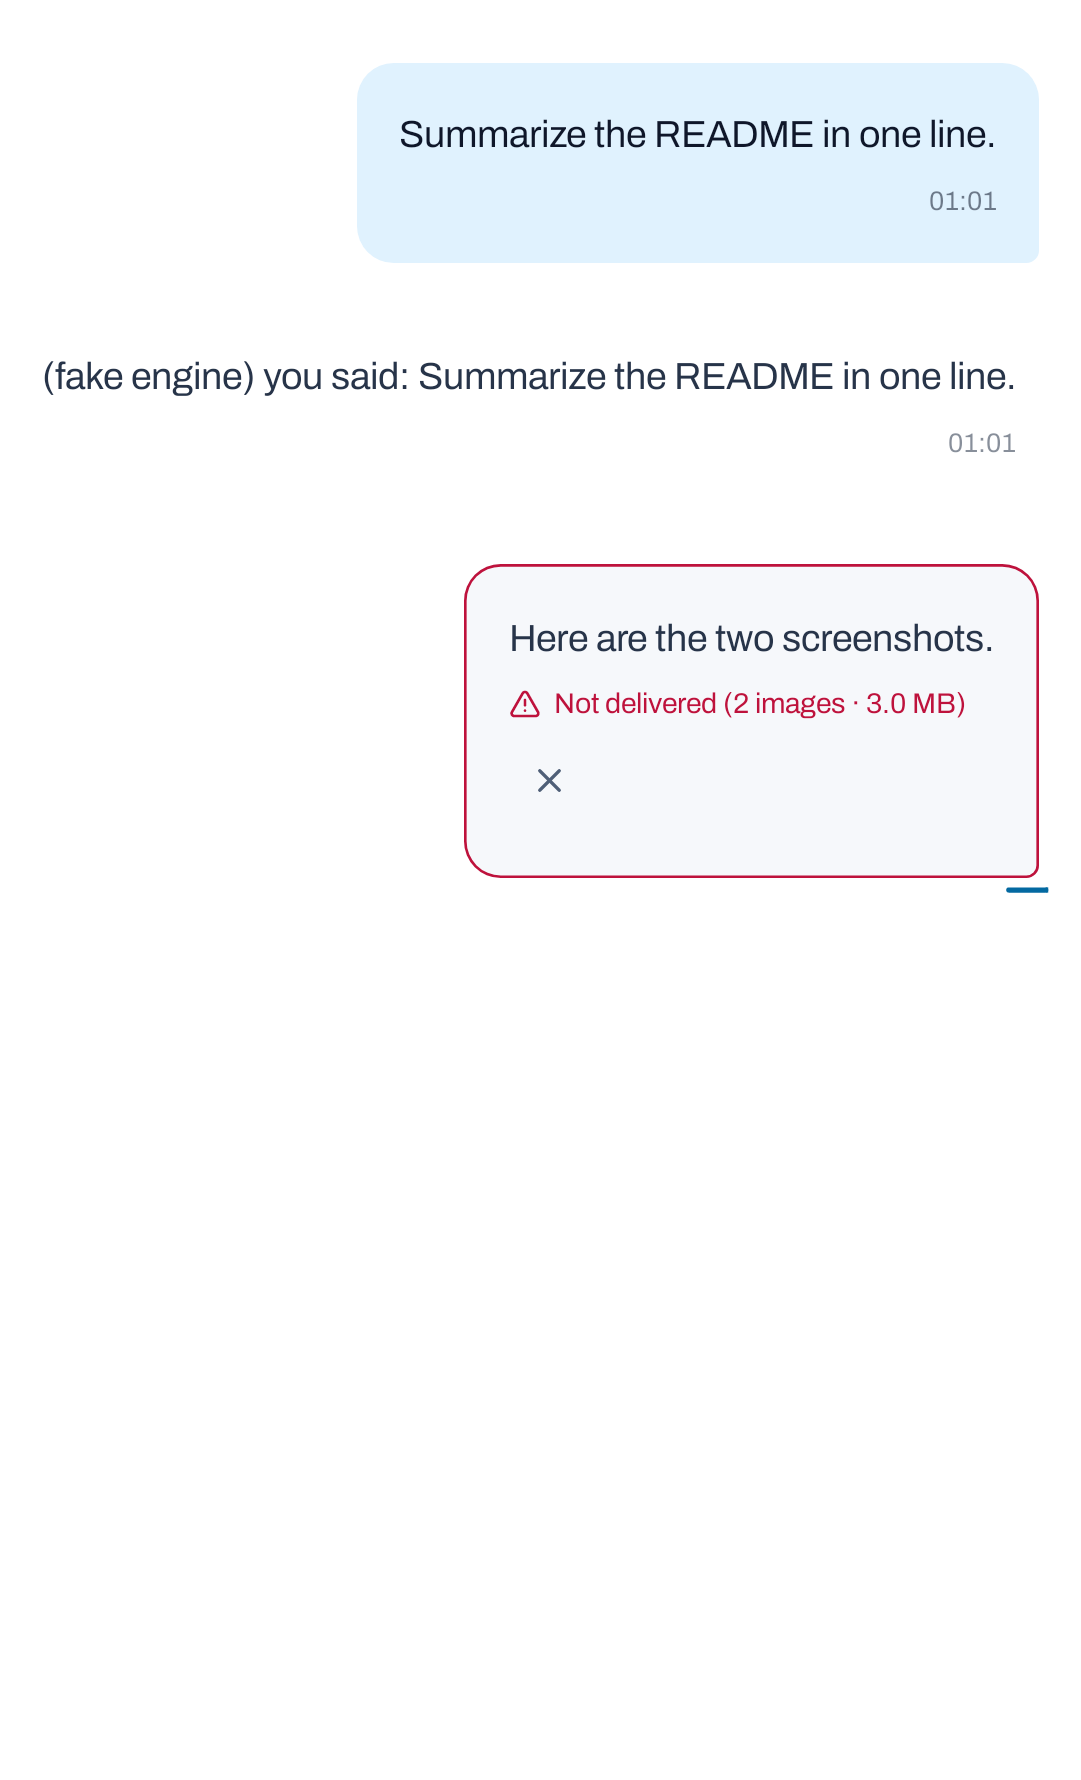 Summarize the README in one line.
01:01
(fake engine) you said: Summarize the README in one line.
01:01
Here are the two screenshots.
Not delivered (2 images · 3.0 MB)